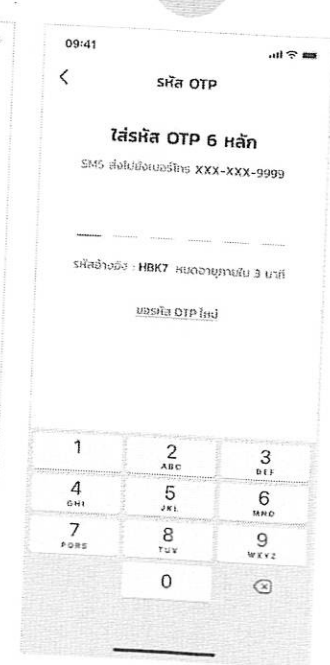 09:41
รหัส OTP
ใส่รหัส OTP 6 หลัก
SMS ส่งไปยังเบอร์โทร XXX-XXX-9999
รหัสอ้างอิง : HBK7 หมดอายุภายใน 3 นาที
ขอรหัส OTP ใหม่
1 2 3
ABC DEF
4 5 6
GHI JKL MNO
7 8 9
PQRS TUV WXYZ
0